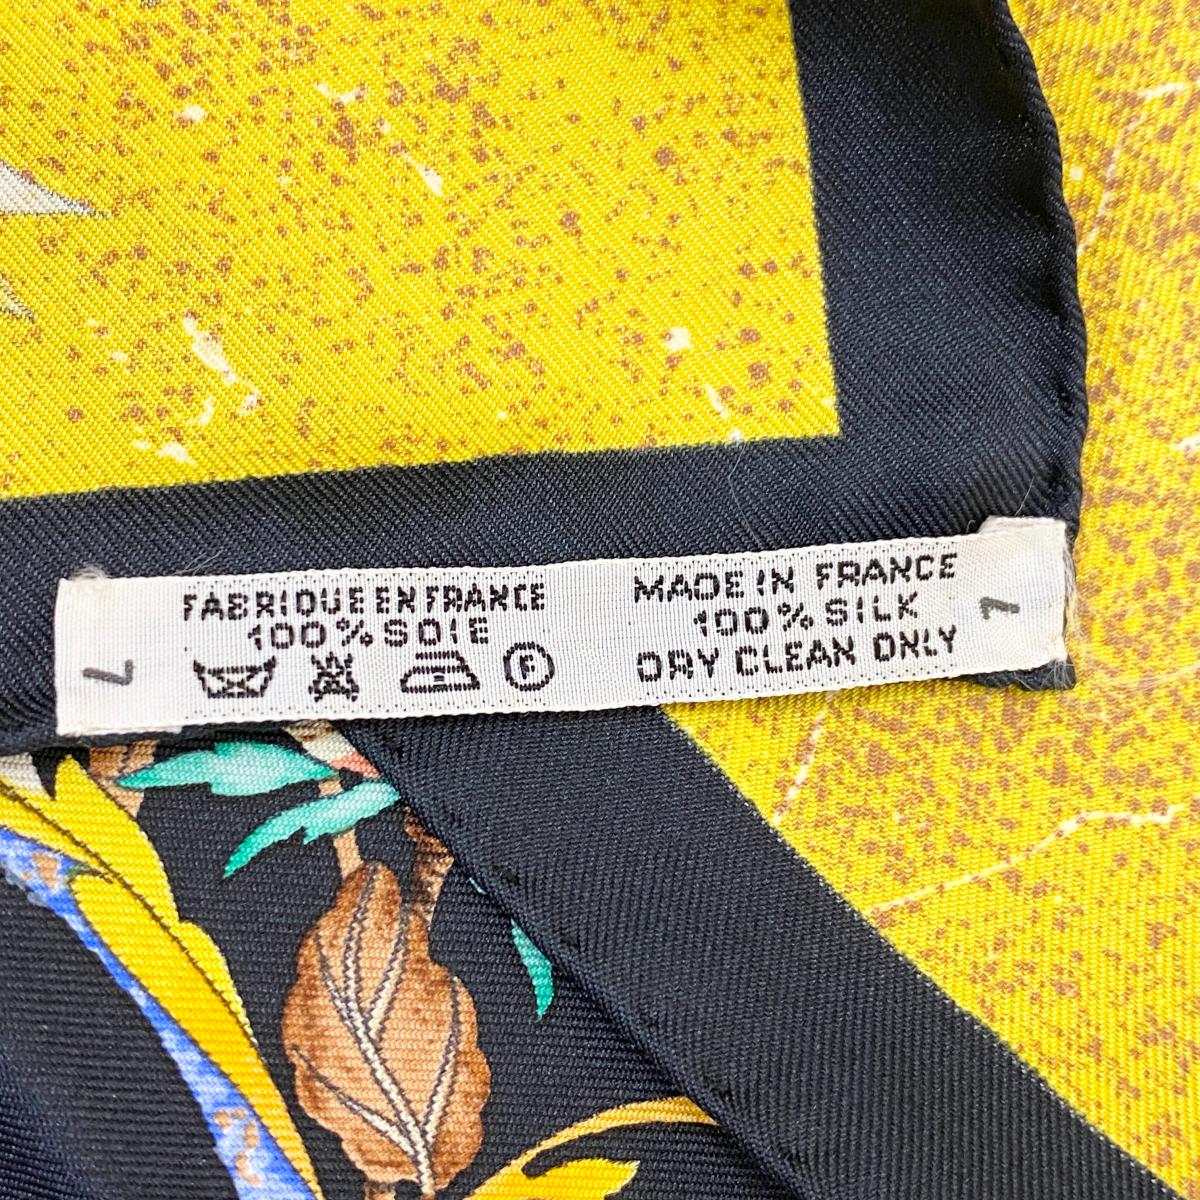 FABRIQUE EN FRANCE
100% SOIE
F
MADE IN FRANCE
100% SILK
DRY CLEAN ONLY